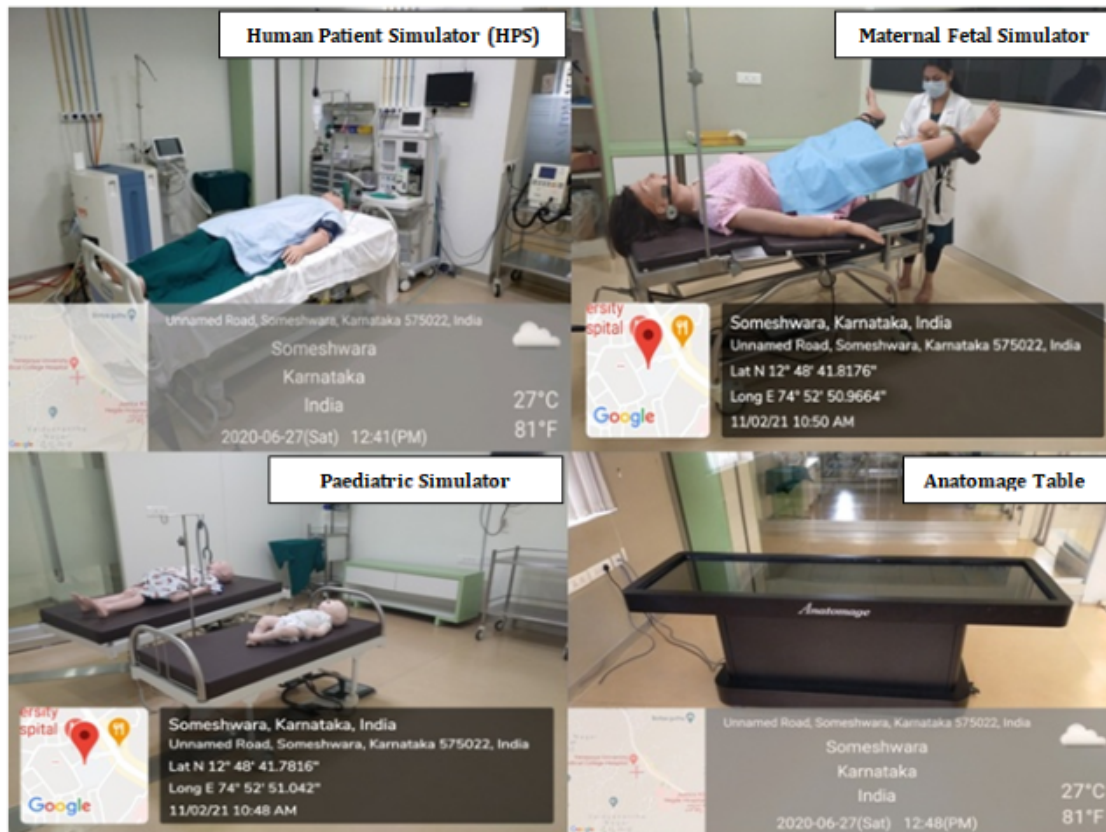 Human Patient Simulator (HPS)
Unnamed Road, Someshwara, Karnataka 575022, India
Someshwara
Karnataka
India
2020-06-27(Sat) 12:41(PM)
27°C
81°F
Maternal Fetal Simulator
ersity
spital
Google
Someshwara, Karnataka, India
Unnamed Road, Someshwara, Karnataka 575022, India
Lat N 12° 48' 41.8176"
Long E 74° 52' 50.9664"
11/02/21 10:50 AM
Paediatric Simulator
ersity
spital
Google
Someshwara, Karnataka, India
Unnamed Road, Someshwara, Karnataka 575022, India
Lat N 12° 48' 41.7816"
Long E 74° 52' 51.042"
11/02/21 10:48 AM
Anatomage Table
Anatomage
Unnamed Road, Someshwara, Karnataka 575022, India
Someshwara
Karnataka
India
2020-06-27(Sat) 12:48(PM)
27°C
81°F